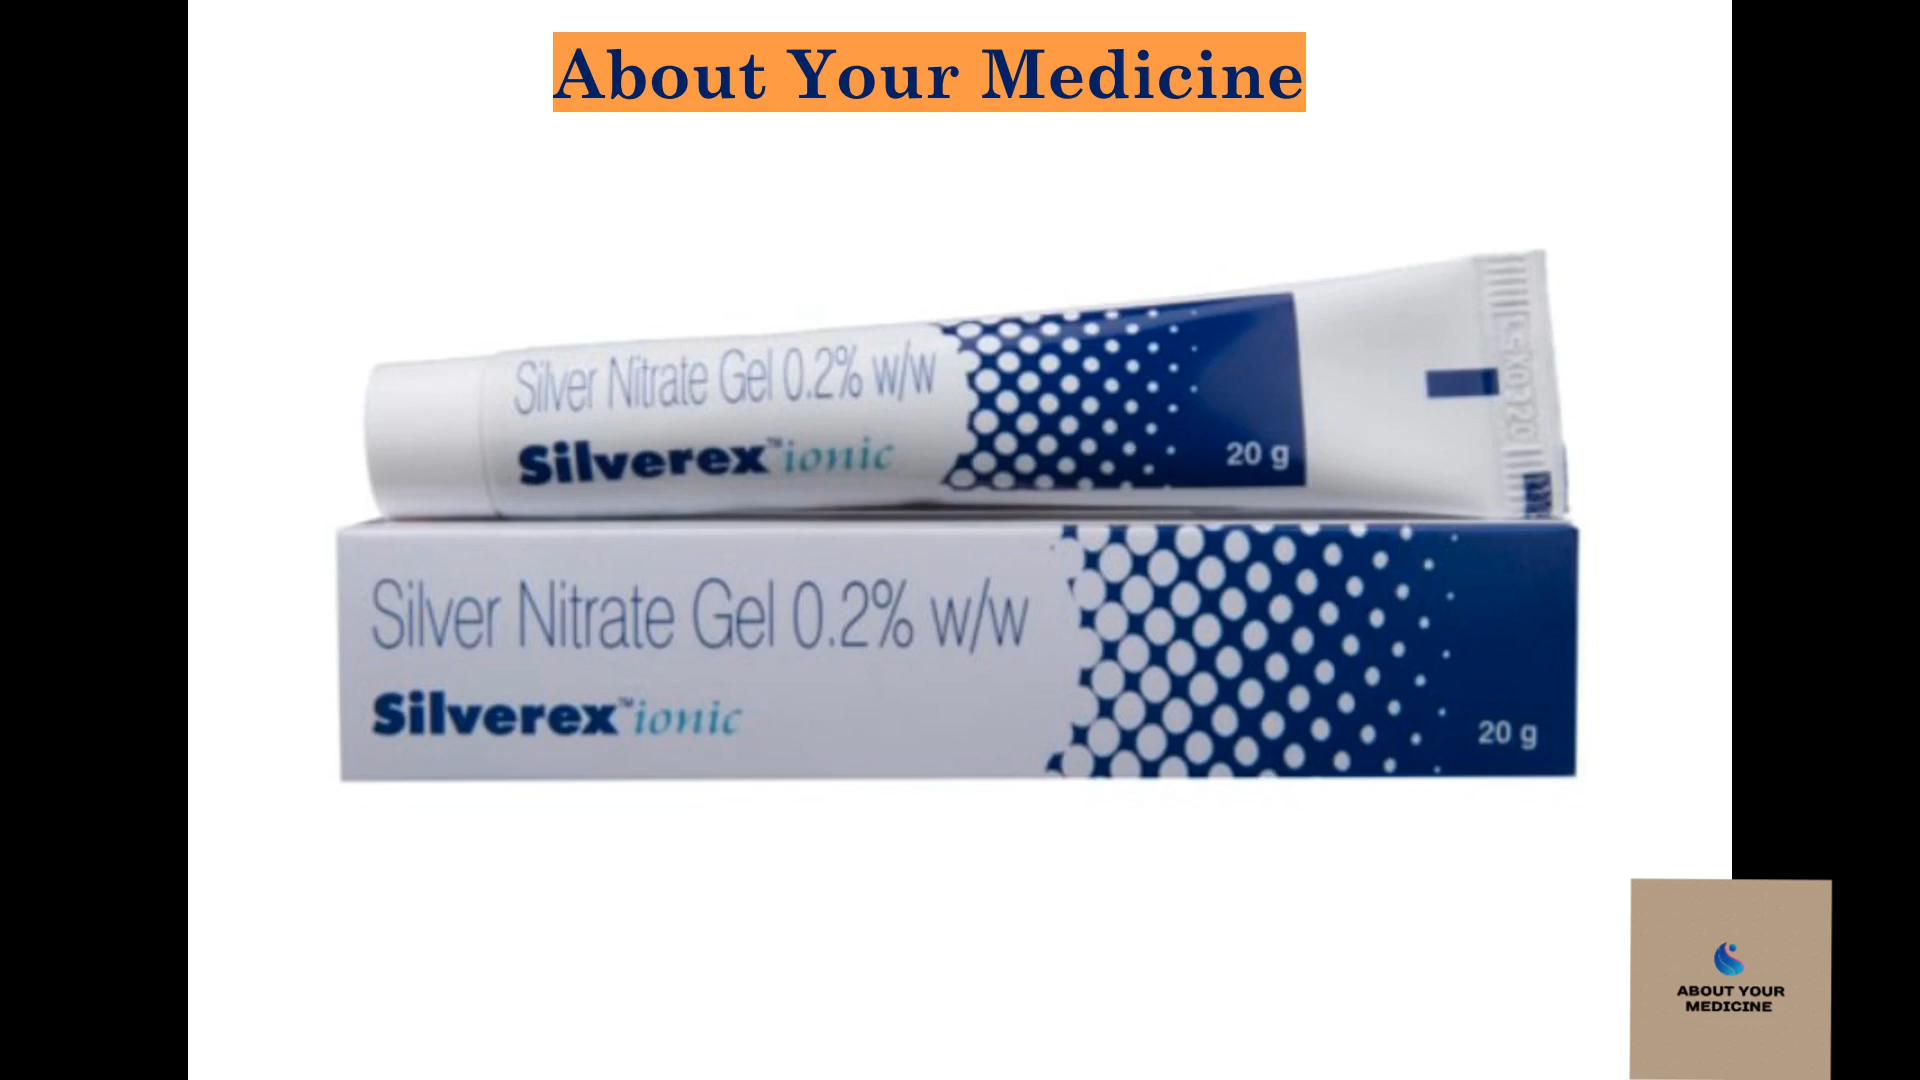 About Your Medicine
Silver Nitrate Gel 0.2% w/w
Silverex™ionic
20 g
Silver Nitrate Gel 0.2% w/w
Silverex™ionic
20 g
ABOUT YOUR
MEDICINE